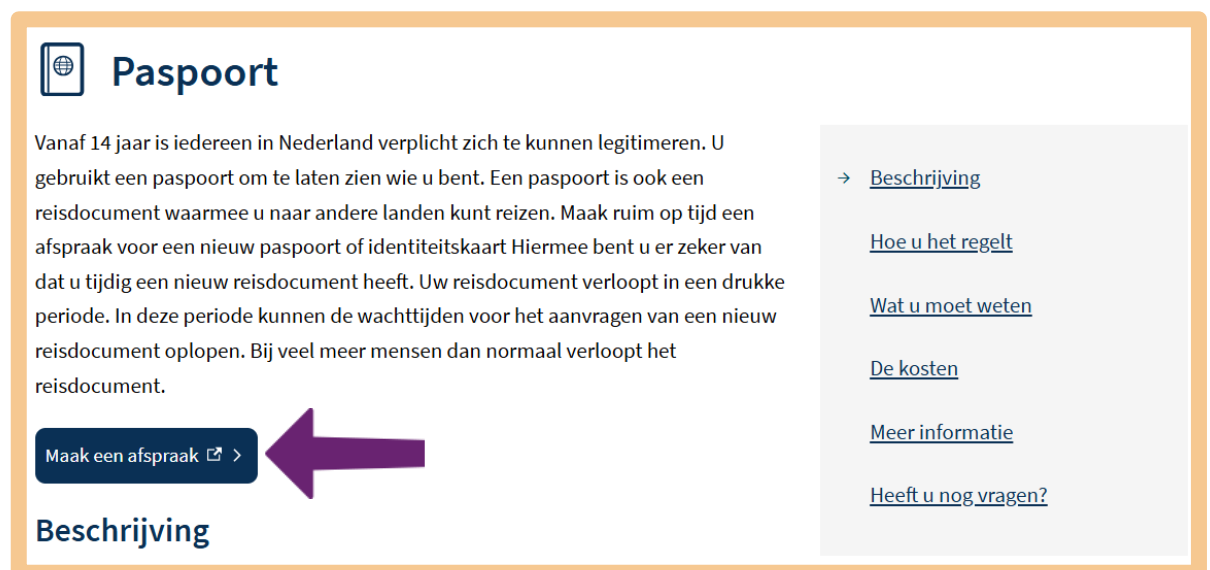 Paspoort
Vanaf 14 jaar is iedereen in Nederland verplicht zich te kunnen legitimeren. U
gebruikt een paspoort om te laten zien wie u bent. Een paspoort is ook een
reisdocument waarmee u naar andere landen kunt reizen. Maak ruim op tijd een
afspraak voor een nieuw paspoort of identiteitskaart Hiermee bent u er zeker van
dat u tijdig een nieuw reisdocument heeft. Uw reisdocument verloopt in een drukke
periode. In deze periode kunnen de wachttijden voor het aanvragen van een nieuw
reisdocument oplopen. Bij veel meer mensen dan normaal verloopt het
reisdocument.
Maak een afspraak
Beschrijving
Beschrijving
Hoe u het regelt
Wat u moet weten
De kosten
Meer informatie
Heeft u nog vragen?